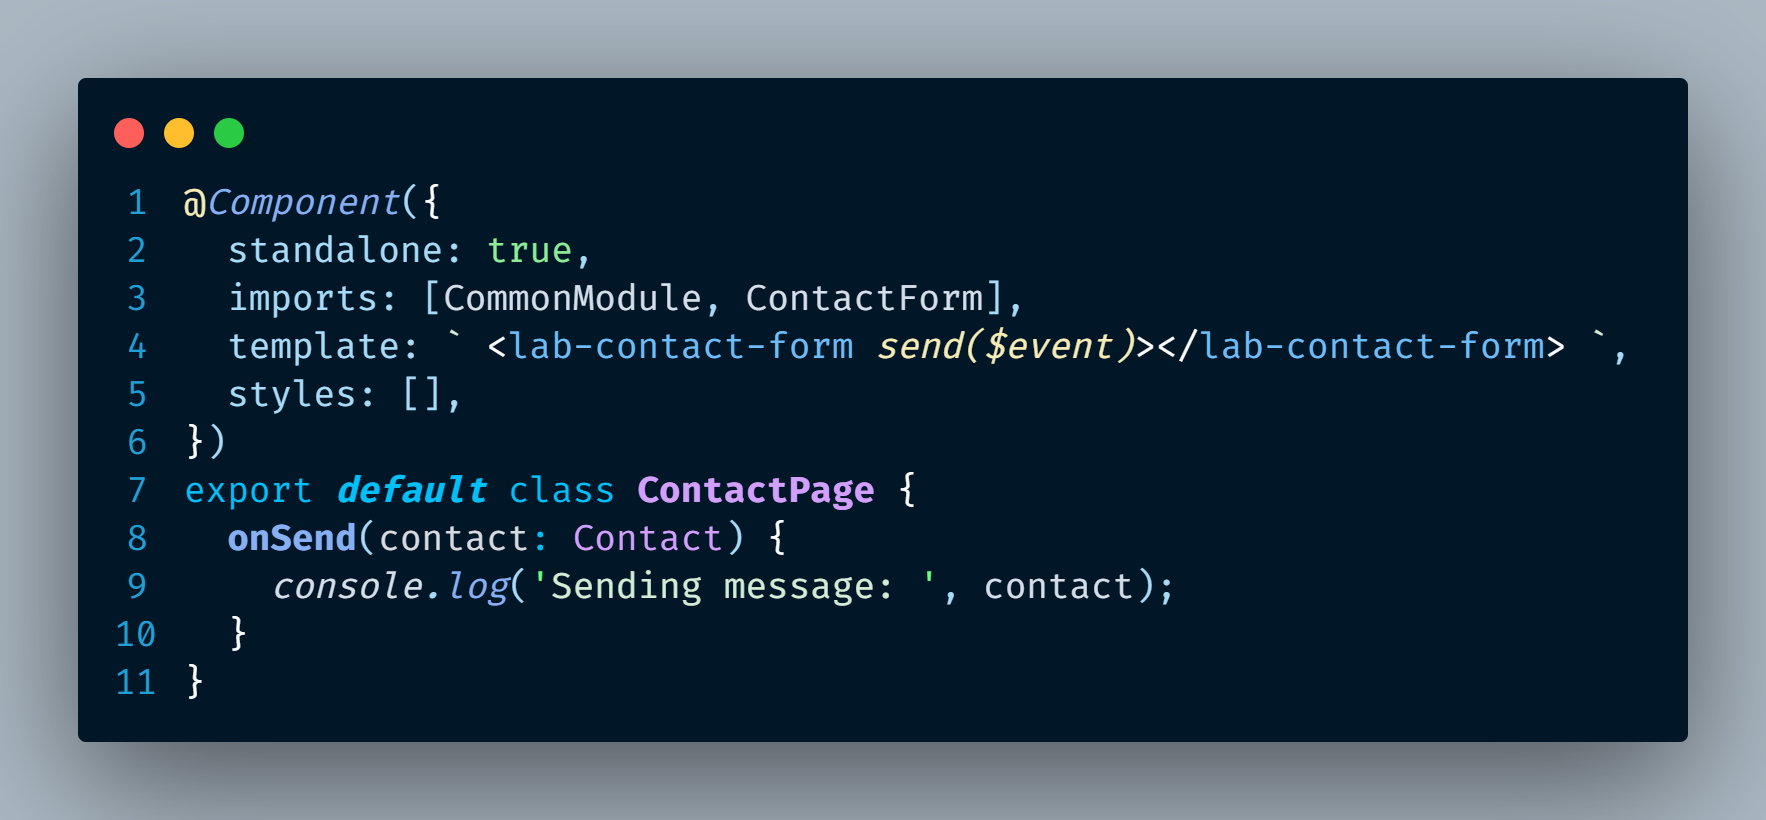 1 @Component({
2   standalone: true,
3   imports: [CommonModule, ContactForm],
4   template: ` <lab-contact-form send($event)></lab-contact-form> `,
5   styles: [],
6 })
7 export default class ContactPage {
8   onSend(contact: Contact) {
9     console.log('Sending message: ', contact);
10   }
11 }